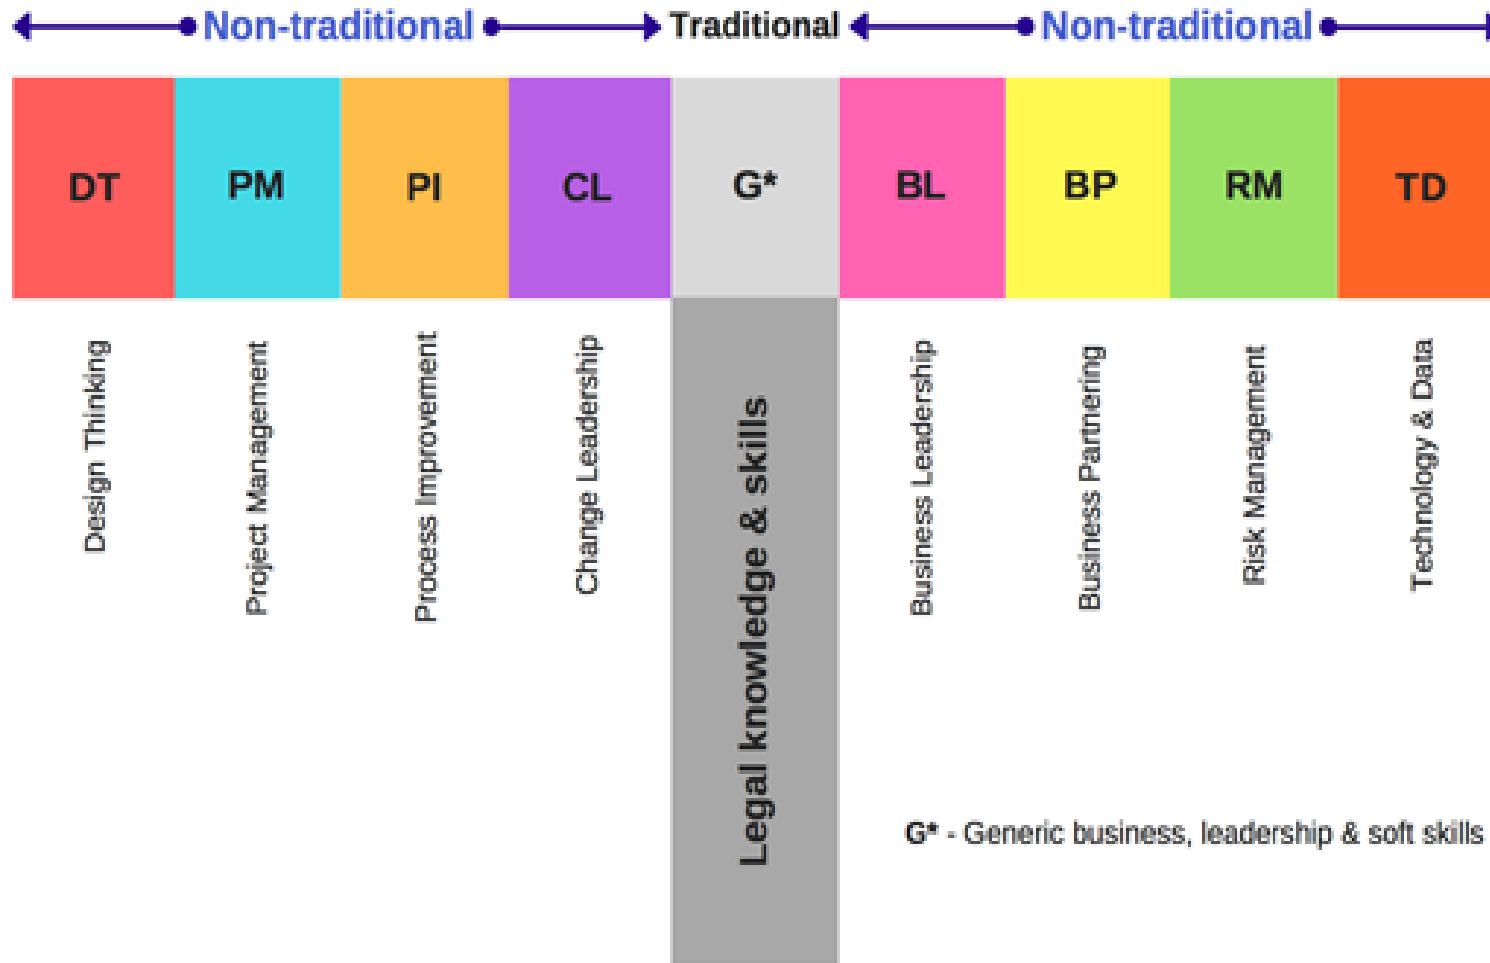 Non-traditional Traditional Non-traditional
DT PM PI CL G* BL BP RM TD
Design Thinking
Project Management
Process Improvement
Change Leadership
Legal knowledge & skills
Business Leadership
Business Partnering
Risk Management
Technology & Data
G* - Generic business, leadership & soft skills